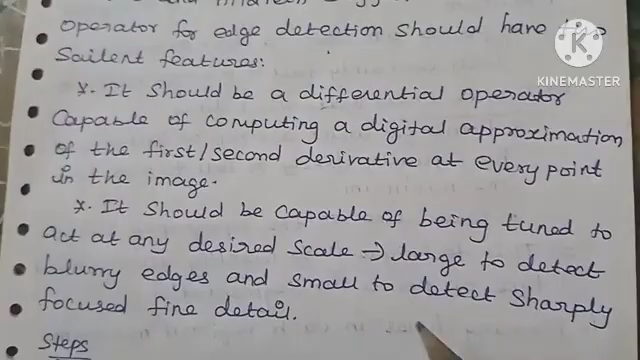 operator for edge detection should have
Sailent features:
*. It should be a differential operator
Capable of computing a digital approximation
of the first/second derivative at every point
in the image.
*. It should be capable of being tuned to
act at any desired scale → large to detect
blurry edges and small to detect sharply
focused fine detail.
Steps
KINEMASTER